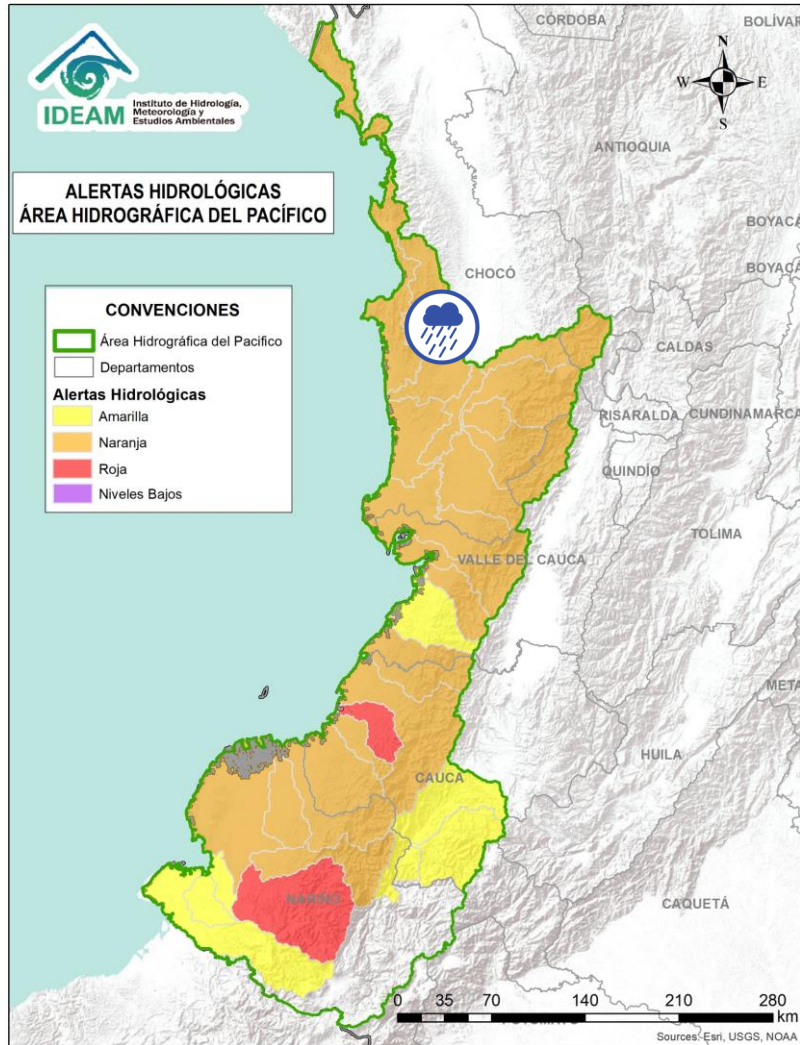 CÓRDOBA
BOLÍVAR
N
W E
S
IDEAM
Instituto de Hidrología,
Meteorología y
Estudios Ambientales
ANTIOQUIA
ALERTAS HIDROLÓGICAS
ÁREA HIDROGRÁFICA DEL PACÍFICO
BOYACÁ
BOYACÁ
CHOCÓ
CONVENCIONES
Área Hidrográfica del Pacifico
Departamentos
Alertas Hidrológicas
Amarilla
Naranja
Roja
Niveles Bajos
CALDAS
RISARALDA
CUNDINAMARCA
QUINDÍO
TOLIMA
VALLE DEL CAUCA
META
HUILA
CAUCA
NARIÑO
CAQUETÁ
0 35 70 140 210 280
km
Sources: Esri, USGS, NOAA